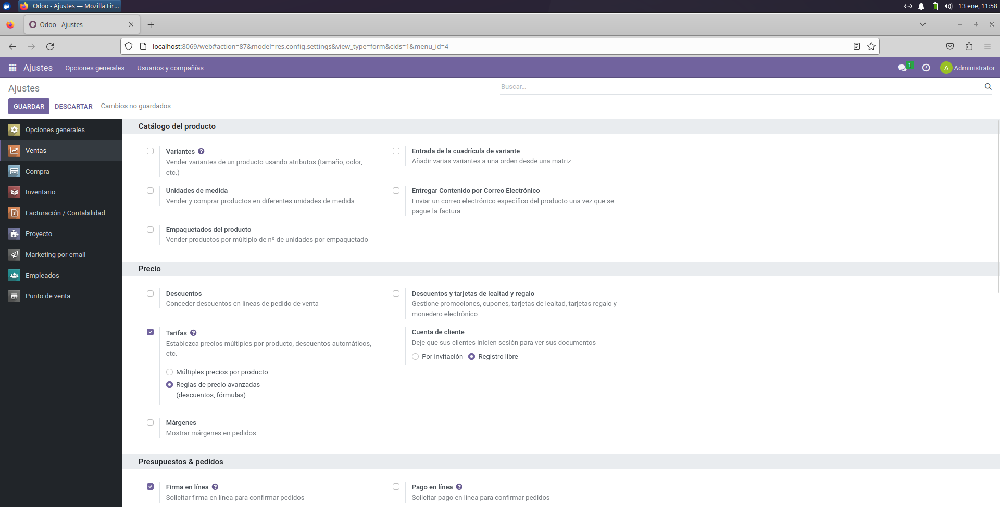 Odoo - Ajustes — Mozilla Fir...
13 ene, 11:58
Odoo - Ajustes
localhost:8069/web#action=87&model=res.config.settings&view_type=form&cids=1&menu_id=4
Ajustes
Opciones generales
Usuarios y compañías
1
A
Administrator
Ajustes
Buscar...
GUARDAR
DESCARTAR
Cambios no guardados
Opciones generales
Ventas
Compra
Inventario
Facturación / Contabilidad
Proyecto
Marketing por email
Empleados
Punto de venta
Catálogo del producto
Variantes ?
Vender variantes de un producto usando atributos (tamaño, color,
etc.)
Entrada de la cuadrícula de variante
Añadir varias variantes a una orden desde una matriz
Unidades de medida
Vender y comprar productos en diferentes unidades de medida
Entregar Contenido por Correo Electrónico
Enviar un correo electrónico específico del producto una vez que se
pague la factura
Empaquetados del producto
Vender productos por múltiplo de nº de unidades por empaquetado
Precio
Descuentos
Conceder descuentos en líneas de pedido de venta
Descuentos y tarjetas de lealtad y regalo
Gestione promociones, cupones, tarjetas de lealtad, tarjetas regalo y
monedero electrónico
Tarifas ?
Establezca precios múltiples por producto, descuentos automáticos,
etc.
Múltiples precios por producto
Reglas de precio avanzadas
(descuentos, fórmulas)
Cuenta de cliente
Deje que sus clientes inicien sesión para ver sus documentos
Por invitación
Registro libre
Márgenes
Mostrar márgenes en pedidos
Presupuestos & pedidos
Firma en línea ?
Solicitar firma en línea para confirmar pedidos
Pago en línea ?
Solicitar pago en línea para confirmar pedidos